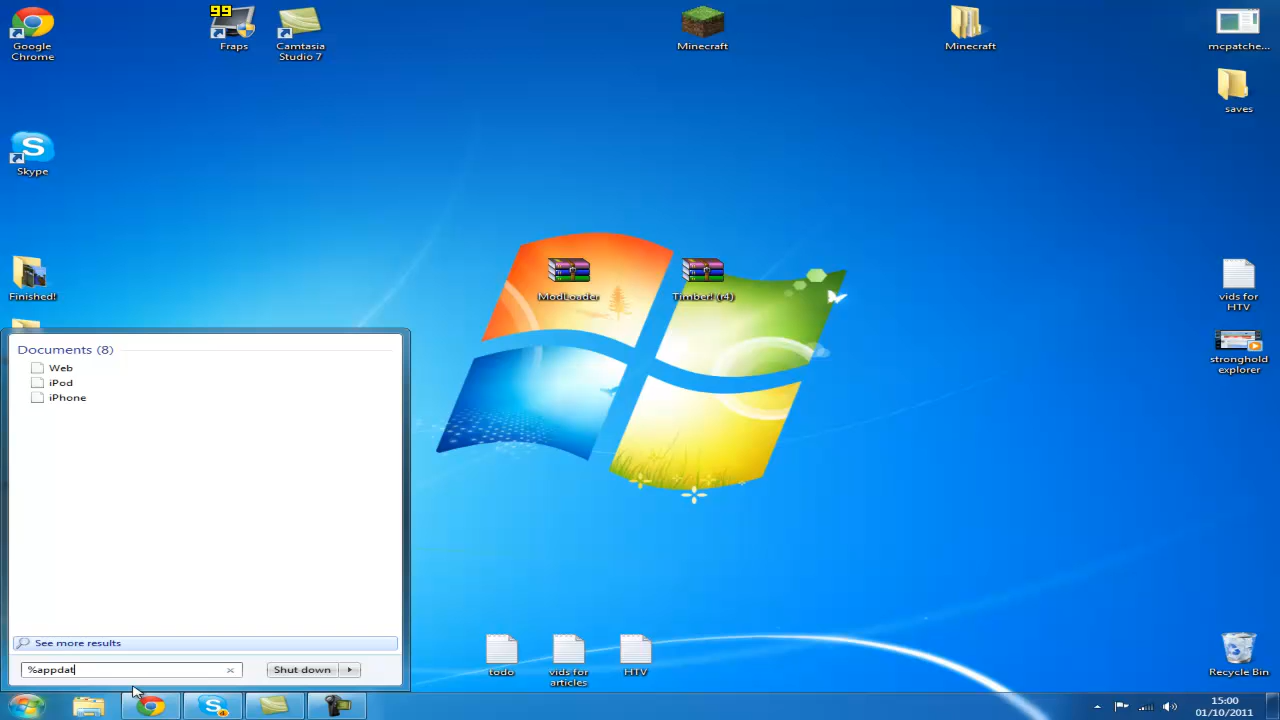 99
Google
Chrome
Fraps
Camtasia
Studio 7
Minecraft
Minecraft
mcpatche...
saves
Skype
Finished!
ModLoader
Timber! (r4)
vids for
HTV
stronghold
explorer
Documents (8)
Web
iPod
iPhone
See more results
%appdat
Shut down
todo
vids for
articles
HTV
Recycle Bin
S
4
15:00
01/10/2011